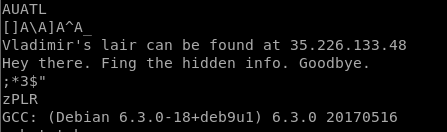 AUATL
[]A\A]A^A_
Vladimir's lair can be found at 35.226.133.48
Hey there. Fing the hidden info. Goodbye.
;*3$"
zPLR
GCC: (Debian 6.3.0-18+deb9u1) 6.3.0 20170516